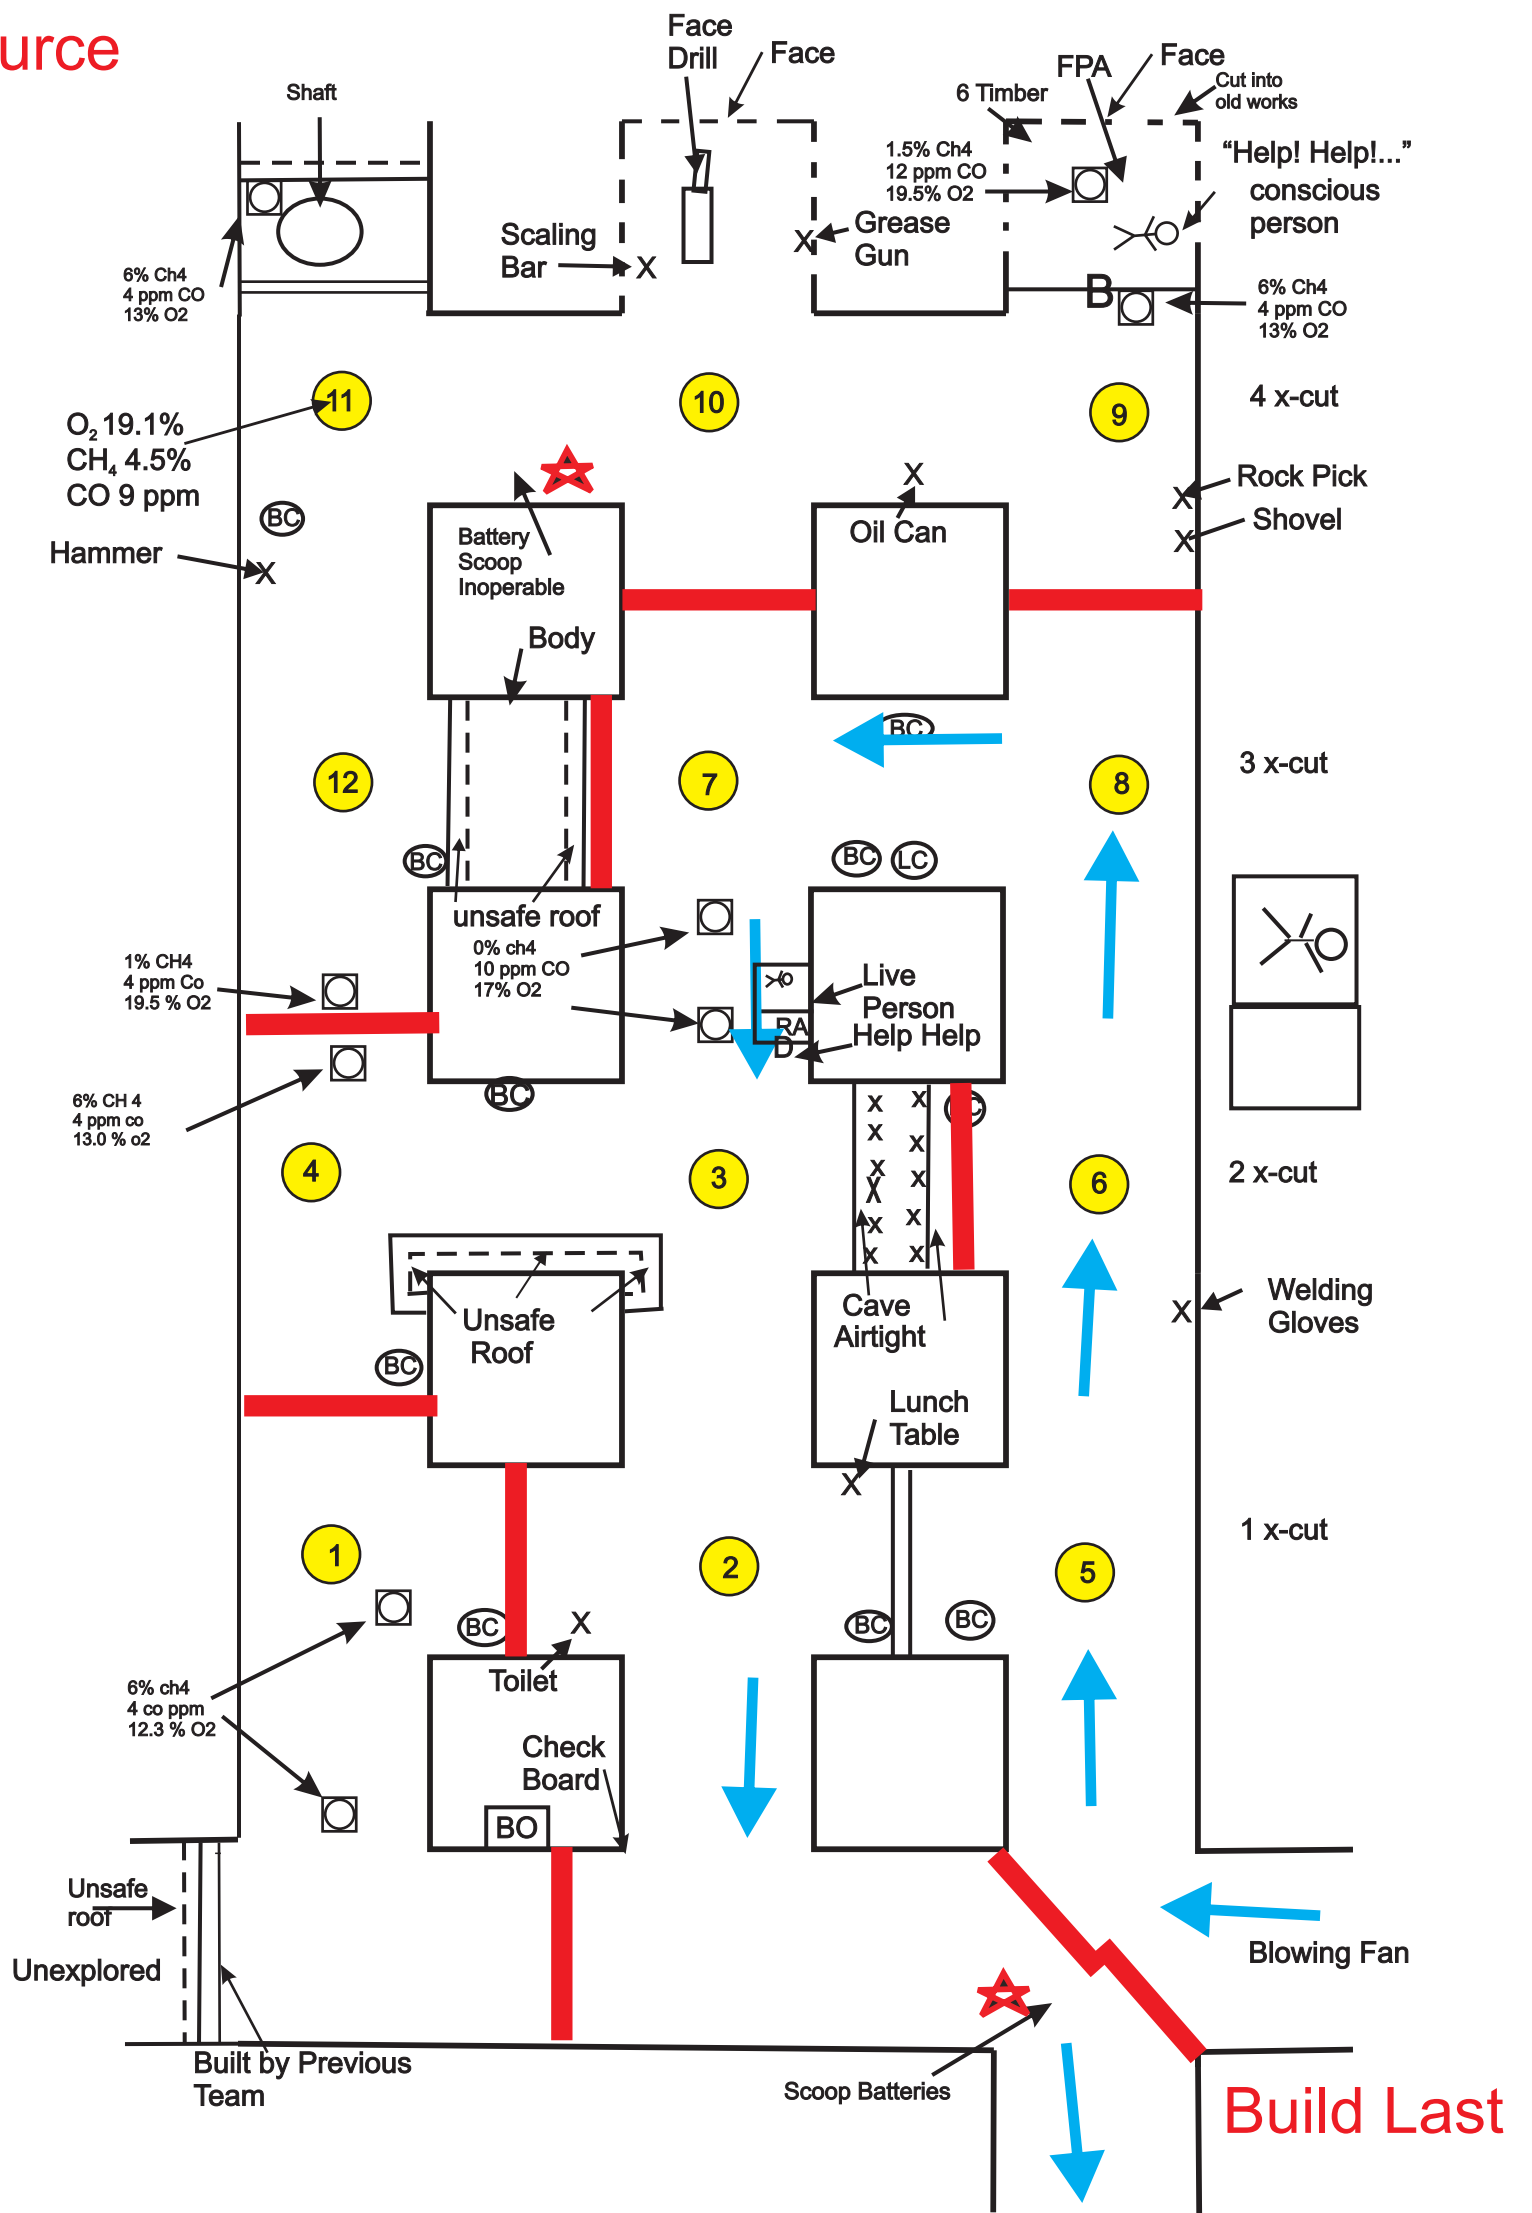 urce
Face
Drill
Face
Face
FPA
Cut into
old works
6 Timber
Shaft
1.5% Ch4
12 ppm CO
19.5% O2
“Help! Help!...”
conscious
person
Scaling
Bar
Grease
Gun
6% Ch4
4 ppm CO
13% O2
B
6% Ch4
4 ppm CO
13% O2
11
10
9
4 x-cut
O2 19.1%
CH4 4.5%
CO 9 ppm
X
X
X
Rock Pick
X
Shovel
X
BC
Oil Can
Battery
Scoop
Inoperable
Hammer
X
Body
BC
12
7
8
3 x-cut
BC
BC
LC
unsafe roof
0% ch4
10 ppm CO
17% O2
1% CH4
4 ppm Co
19.5 % O2
Live
Person
Help Help
RA
D
6% CH 4
4 ppm co
13.0 % o2
BC
x x
x x
x x
X
x x
x x
4
3
6
2 x-cut
Unsafe
Roof
Cave
Airtight
X
Welding
Gloves
BC
Lunch
Table
X
1
2
5
1 x-cut
BC
X
BC
BC
Toilet
6% ch4
4 co ppm
12.3 % O2
Check
Board
BO
Unsafe
roof
Unexplored
Blowing Fan
Built by Previous
Team
Scoop Batteries
Build Last